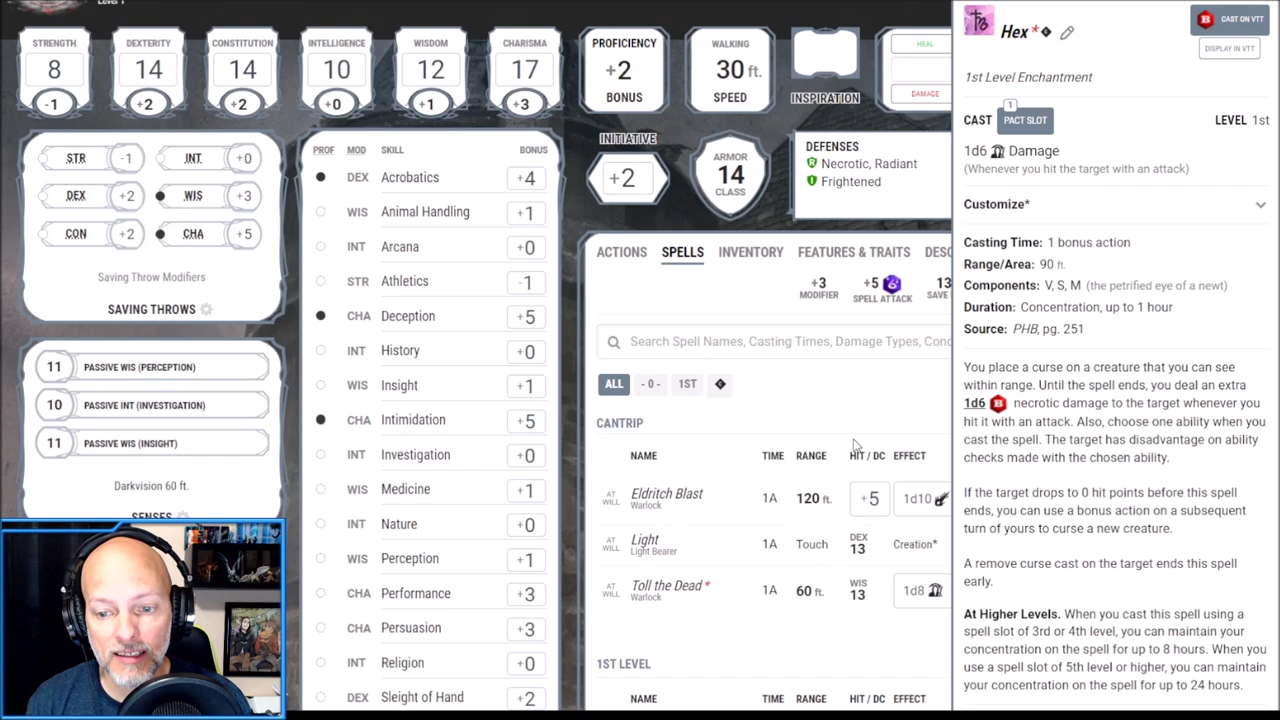 Level 1
STRENGTH
8
-1
DEXTERITY
14
+2
CONSTITUTION
14
+2
INTELLIGENCE
10
+0
WISDOM
12
+1
CHARISMA
17
+3
PROFICIENCY
+2
BONUS
WALKING
30 ft.
SPEED
INSPIRATION
HEAL
DAMAGE
STR -1
INT +0
DEX +2
WIS +3
CON +2
CHA +5
Saving Throw Modifiers
SAVING THROWS
11 PASSIVE WIS (PERCEPTION)
10 PASSIVE INT (INVESTIGATION)
11 PASSIVE WIS (INSIGHT)
Darkvision 60 ft.
SENSES
PROF MOD SKILL BONUS
DEX Acrobatics +4
WIS Animal Handling +1
INT Arcana +0
STR Athletics -1
CHA Deception +5
INT History +0
WIS Insight +1
CHA Intimidation +5
INT Investigation +0
WIS Medicine +1
INT Nature +0
WIS Perception +1
CHA Performance +3
CHA Persuasion +3
INT Religion +0
DEX Sleight of Hand +2
INITIATIVE
+2
ARMOR
14
CLASS
DEFENSES
R Necrotic, Radiant
I Frightened
ACTIONS SPELLS INVENTORY FEATURES & TRAITS DESC
+3
MODIFIER
+5
SPELL ATTACK
13
SAVE
Search Spell Names, Casting Times, Damage Types, Conc
ALL - 0 - 1ST C
CANTRIP
NAME TIME RANGE HIT / DC EFFECT
AT WILL Eldritch Blast 1A 120 ft. +5 1d10
Warlock
AT WILL Light 1A Touch DEX 13 Creation*
Light Bearer
AT WILL Toll the Dead * 1A 60 ft. WIS 13 1d8
Warlock
1ST LEVEL
NAME TIME RANGE HIT / DC EFFECT
Hex *
B CAST ON VTT
DISPLAY IN VTT
1st Level Enchantment
1
CAST PACT SLOT LEVEL 1st
1d6 Damage
(Whenever you hit the target with an attack)
Customize*
Casting Time: 1 bonus action
Range/Area: 90 ft.
Components: V, S, M (the petrified eye of a newt)
Duration: Concentration, up to 1 hour
Source: PHB, pg. 251
You place a curse on a creature that you can see
within range. Until the spell ends, you deal an extra
1d6 B necrotic damage to the target whenever you
hit it with an attack. Also, choose one ability when you
cast the spell. The target has disadvantage on ability
checks made with the chosen ability.
If the target drops to 0 hit points before this spell
ends, you can use a bonus action on a subsequent
turn of yours to curse a new creature.
A remove curse cast on the target ends this spell
early.
At Higher Levels. When you cast this spell using a
spell slot of 3rd or 4th level, you can maintain your
concentration on the spell for up to 8 hours. When you
use a spell slot of 5th level or higher, you can maintain
your concentration on the spell for up to 24 hours.